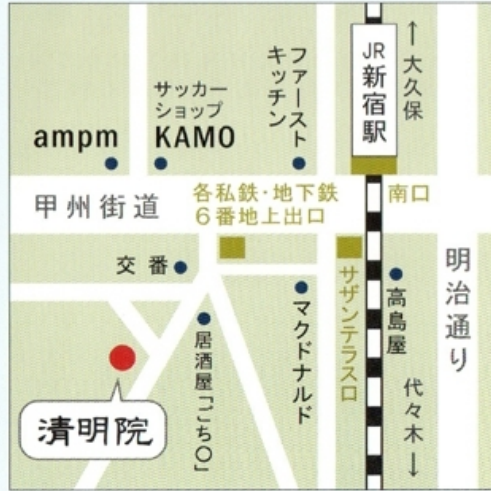 JR新宿駅
↑大久保
ファースト
キッチン
サッカー
ショップ
KAMO
ampm
甲州街道
各私鉄・地下鉄
6番地上出口
南口
交番
明治通り
高島屋
サザンテラス口
マクドナルド
居酒屋「ごち〇」
代々木↓
清明院